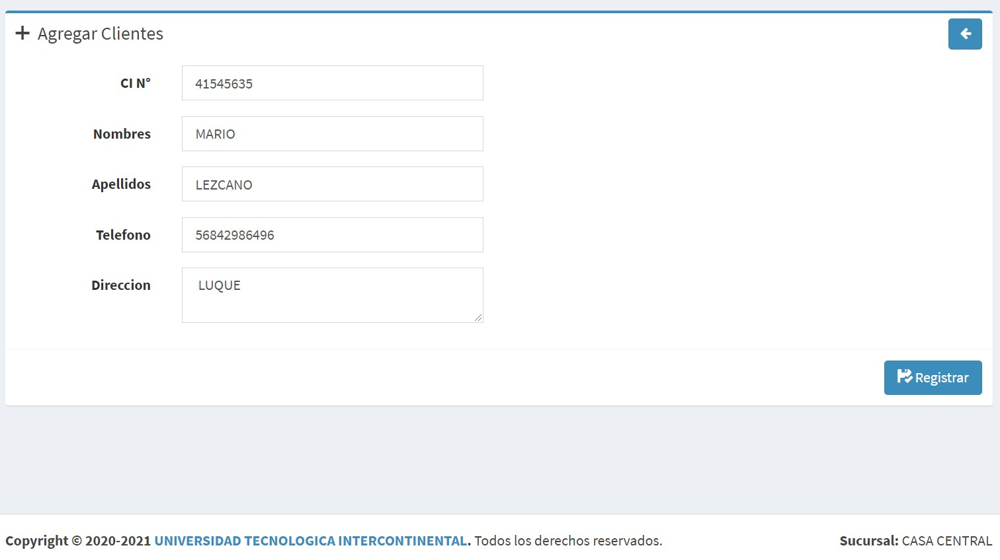 Agregar Clientes
CI N° 41545635
Nombres MARIO
Apellidos LEZCANO
Telefono 56842986496
Direccion LUQUE
Registrar
Copyright © 2020-2021 UNIVERSIDAD TECNOLOGICA INTERCONTINENTAL. Todos los derechos reservados. Sucursal: CASA CENTRAL